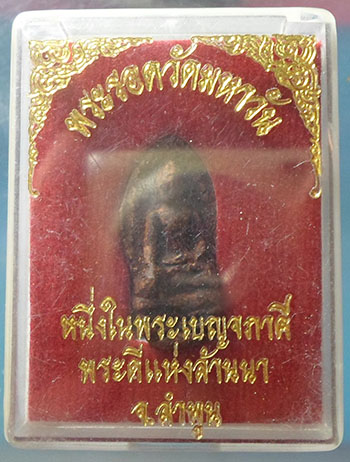 พระรอดวัดมหาวัน
หนึ่งในพระเบญจภาคี
พระดีแห่งล้านนา
จ.ลำพูน